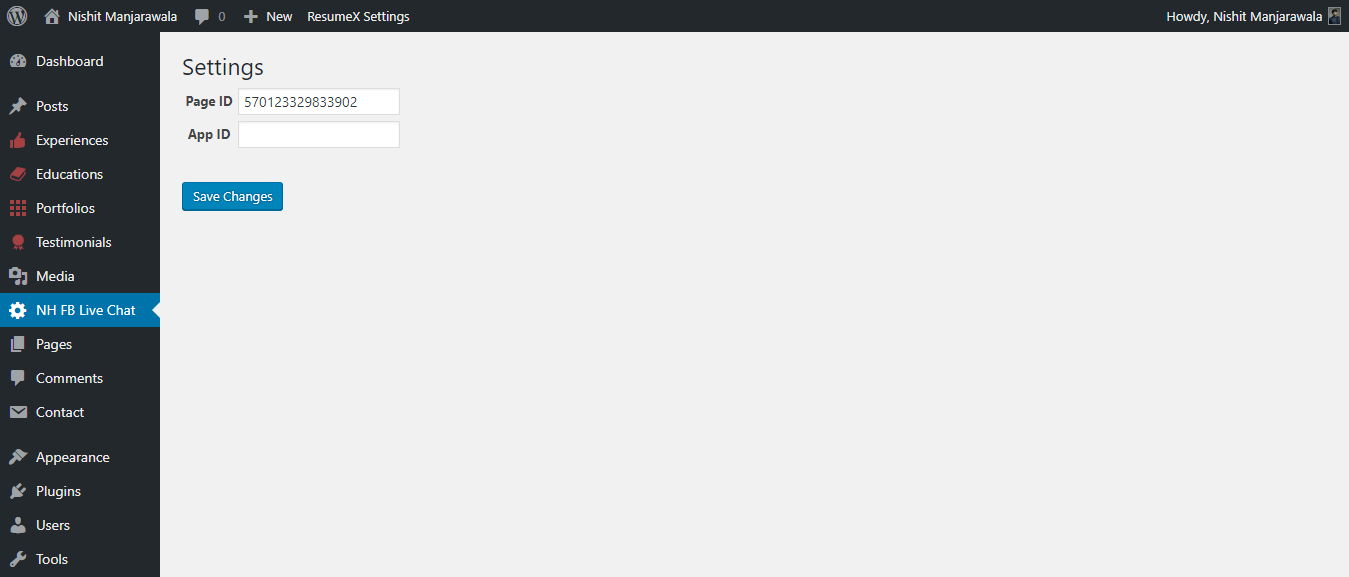 Nishit Manjarawala 0 New ResumeX Settings Howdy, Nishit Manjarawala
Dashboard
Posts
Experiences
Educations
Portfolios
Testimonials
Media
NH FB Live Chat
Pages
Comments
Contact
Appearance
Plugins
Users
Tools
Settings
Page ID 570123329833902
App ID
Save Changes